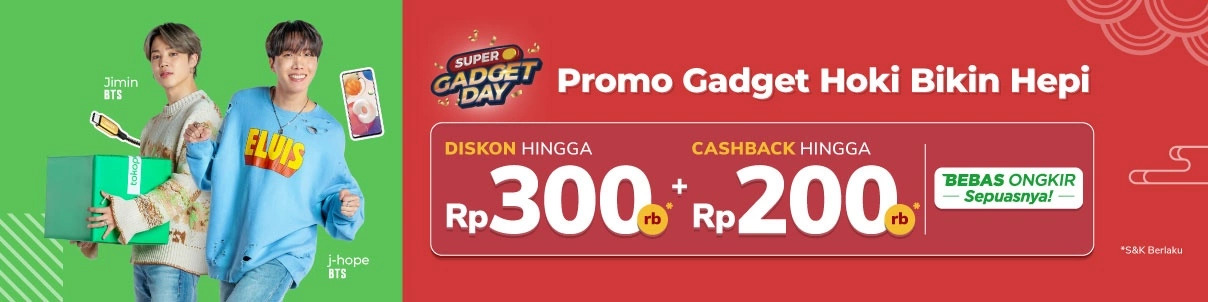 Jimin
BTS
tokop
ELVIS
j-hope
BTS
SUPER
GADGET
DAY
Promo Gadget Hoki Bikin Hepi
DISKON HINGGA
Rp300rb*
+
CASHBACK HINGGA
Rp200rb*
BEBAS ONGKIR
Sepuasnya!
*S&K Berlaku